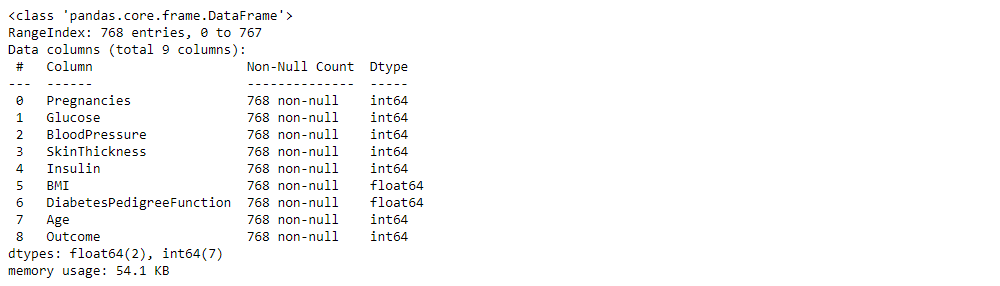 <class 'pandas.core.frame.DataFrame'>
RangeIndex: 768 entries, 0 to 767
Data columns (total 9 columns):
 #   Column                    Non-Null Count  Dtype
---  ------                    --------------  -----
 0   Pregnancies               768 non-null    int64
 1   Glucose                   768 non-null    int64
 2   BloodPressure             768 non-null    int64
 3   SkinThickness             768 non-null    int64
 4   Insulin                   768 non-null    int64
 5   BMI                       768 non-null    float64
 6   DiabetesPedigreeFunction  768 non-null    float64
 7   Age                       768 non-null    int64
 8   Outcome                   768 non-null    int64
dtypes: float64(2), int64(7)
memory usage: 54.1 KB